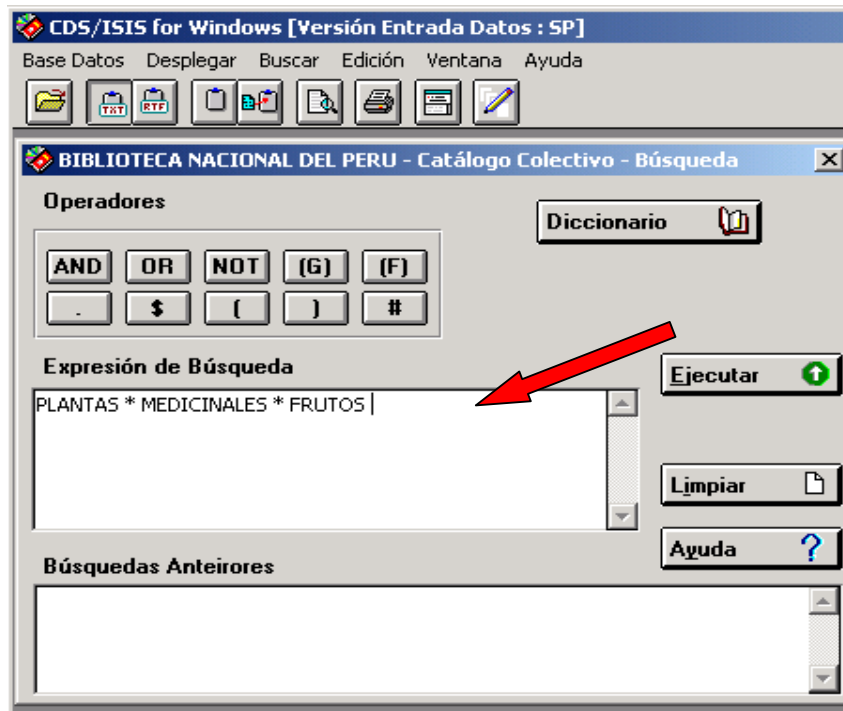 CDS/ISIS for Windows [Versión Entrada Datos : SP]
Base Datos Desplegar Buscar Edición Ventana Ayuda
TXT RTF
BIBLIOTECA NACIONAL DEL PERU - Catálogo Colectivo - Búsqueda
Operadores
Diccionario
AND OR NOT (G) (F)
. $ ( ) #
Expresión de Búsqueda
Ejecutar
PLANTAS * MEDICINALES * FRUTOS
Limpiar
Ayuda ?
Búsquedas Anteirores